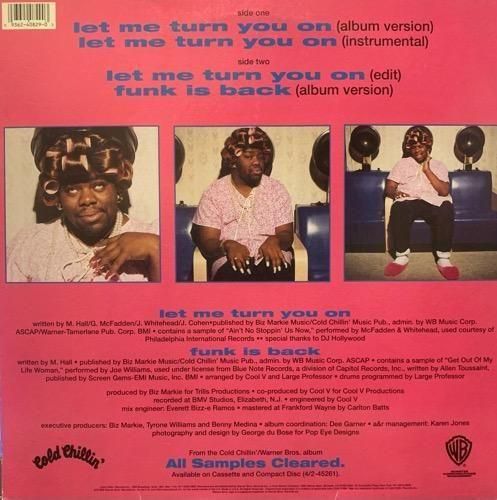 side one
let me turn you on (album version)
let me turn you on (instrumental)
side two
let me turn you on (edit)
funk is back (album version)
let me turn you on
written by M. Hall/G. McFadden/J. Whitehead/J. Cohen•published by Biz Markie Music/Cold Chillin' Music Pub., admin. by WB Music Corp.
ASCAP/Warner-Tamerlane Pub. Corp. BMI • contains a sample of "Ain't No Stoppin' Us Now," performed by McFadden & Whitehead, used courtesy of
Philadelphia International Records •• special thanks to DJ Hollywood
funk is back
written by M. Hall • published by Biz Markie Music/Cold Chillin' Music Pub., admin. by WB Music Corp. ASCAP • contains a sample of "Get Out Of My
Life Woman," performed by Joe Williams, used under license from Blue Note Records, a division of Capitol Records, Inc., written by Allen Toussaint,
published by Screen Gems-EMI Music, Inc. BMI • arranged by Cool V and Large Professor • drums programmed by Large Professor
produced by Biz Markie for Trills Productions • co-produced by Cool V for Cool V Productions
recorded at BMV Studios, Elizabeth, N.J. • engineered by Cool V
mix engineer: Everett Bizz-e Ramos • mastered at Frankford Wayne by Carlton Batts
executive producers: Biz Markie, Tyrone Williams and Benny Medina • album coordination: Dee Garner • a&r management: Karen Jones
photography and design by George du Bose for Pop Eye Designs
Cold Chillin'
From the Cold Chillin'/Warner Bros. album
All Samples Cleared.
Available on Cassette and Compact Disc (4/2-45261).
WB